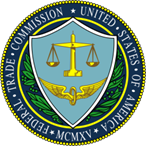 FEDERAL · TRADE · COMMISSION · UNITED · STATES · OF · AMERICA
MCMXV